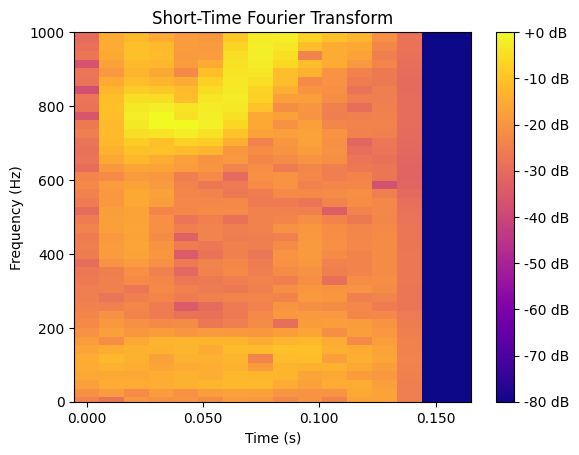 Short-Time Fourier Transform
Frequency (Hz)
1000
800
600
400
200
0
0.000
0.050
0.100
0.150
Time (s)
+0 dB
-10 dB
-20 dB
-30 dB
-40 dB
-50 dB
-60 dB
-70 dB
-80 dB